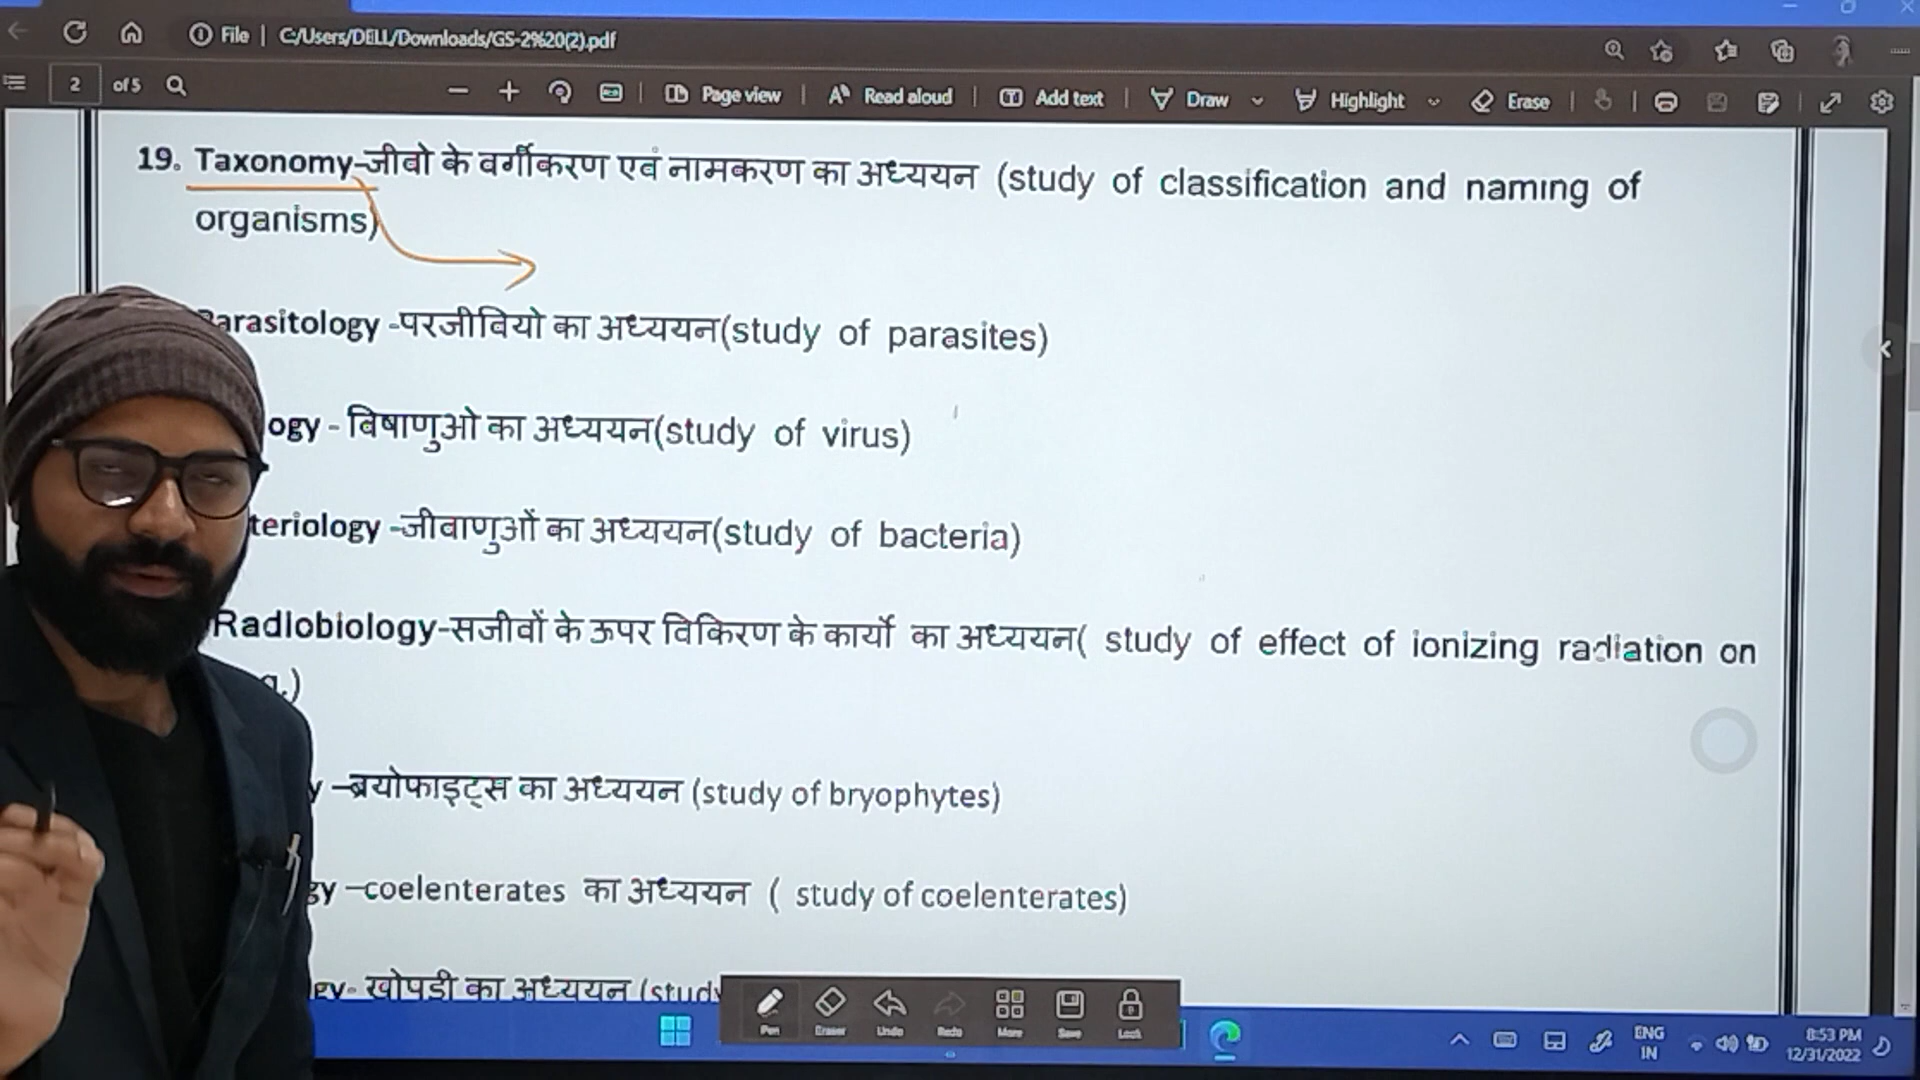 File | C:/Users/DELL/Downloads/GS-2%20(2).pdf
2 of 5 Page view Read aloud Add text Draw Highlight Erase
19. Taxonomy-जीवो के वर्गीकरण एवं नामकरण का अध्ययन (study of classification and naming of
organisms)
Parasitology -परजीवियो का अध्ययन(study of parasites)
ogy - विषाणुओ का अध्ययन(study of virus)
teriology -जीवाणुओं का अध्ययन(study of bacteria)
Radiobiology-सजीवों के ऊपर विकिरण के कार्यो का अध्ययन( study of effect of ionizing radiation on
y –ब्रयोफाइट्स का अध्ययन (study of bryophytes)
gy –coelenterates का अध्ययन ( study of coelenterates)
gy- खोपडी का अध्ययन (study
Pen Eraser Undo Redo More Save Lock
ENG 8:53 PM
IN 12/31/2022